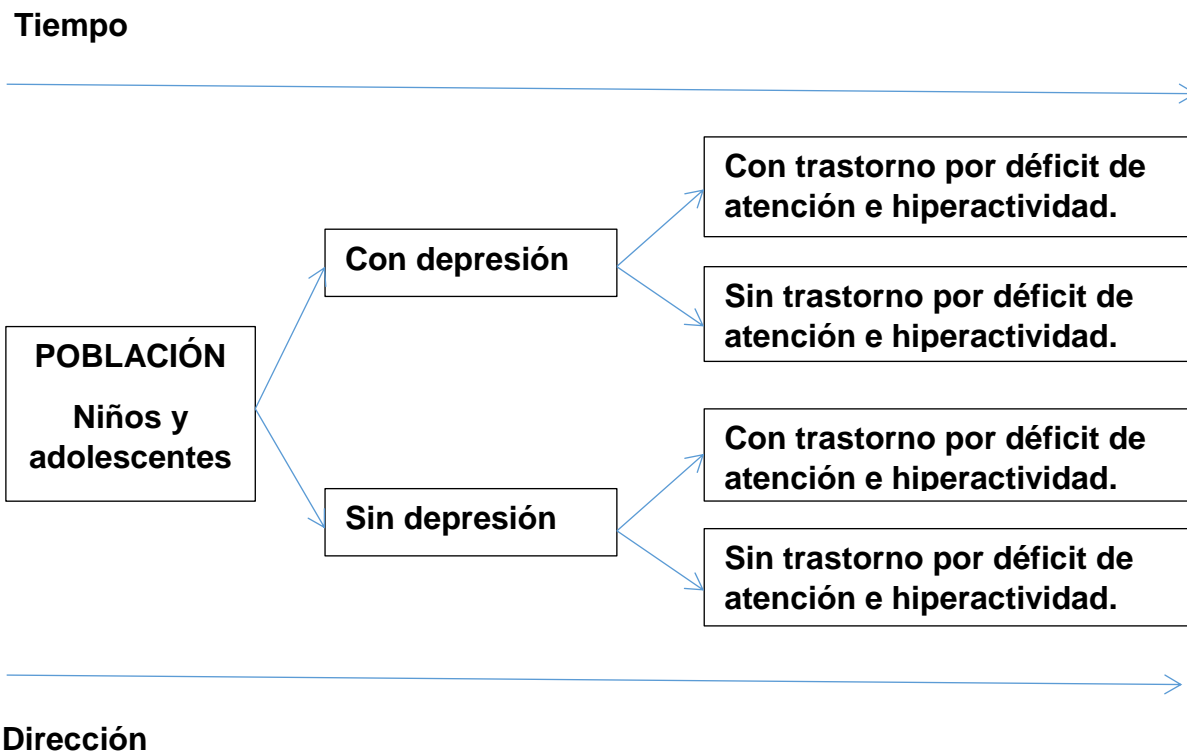 Tiempo
Con trastorno por déficit de
atención e hiperactividad.
Con depresión
Sin trastorno por déficit de
atención e hiperactividad.
POBLACIÓN
Niños y
adolescentes
Con trastorno por déficit de
atención e hiperactividad.
Sin depresión
Sin trastorno por déficit de
atención e hiperactividad.
Dirección